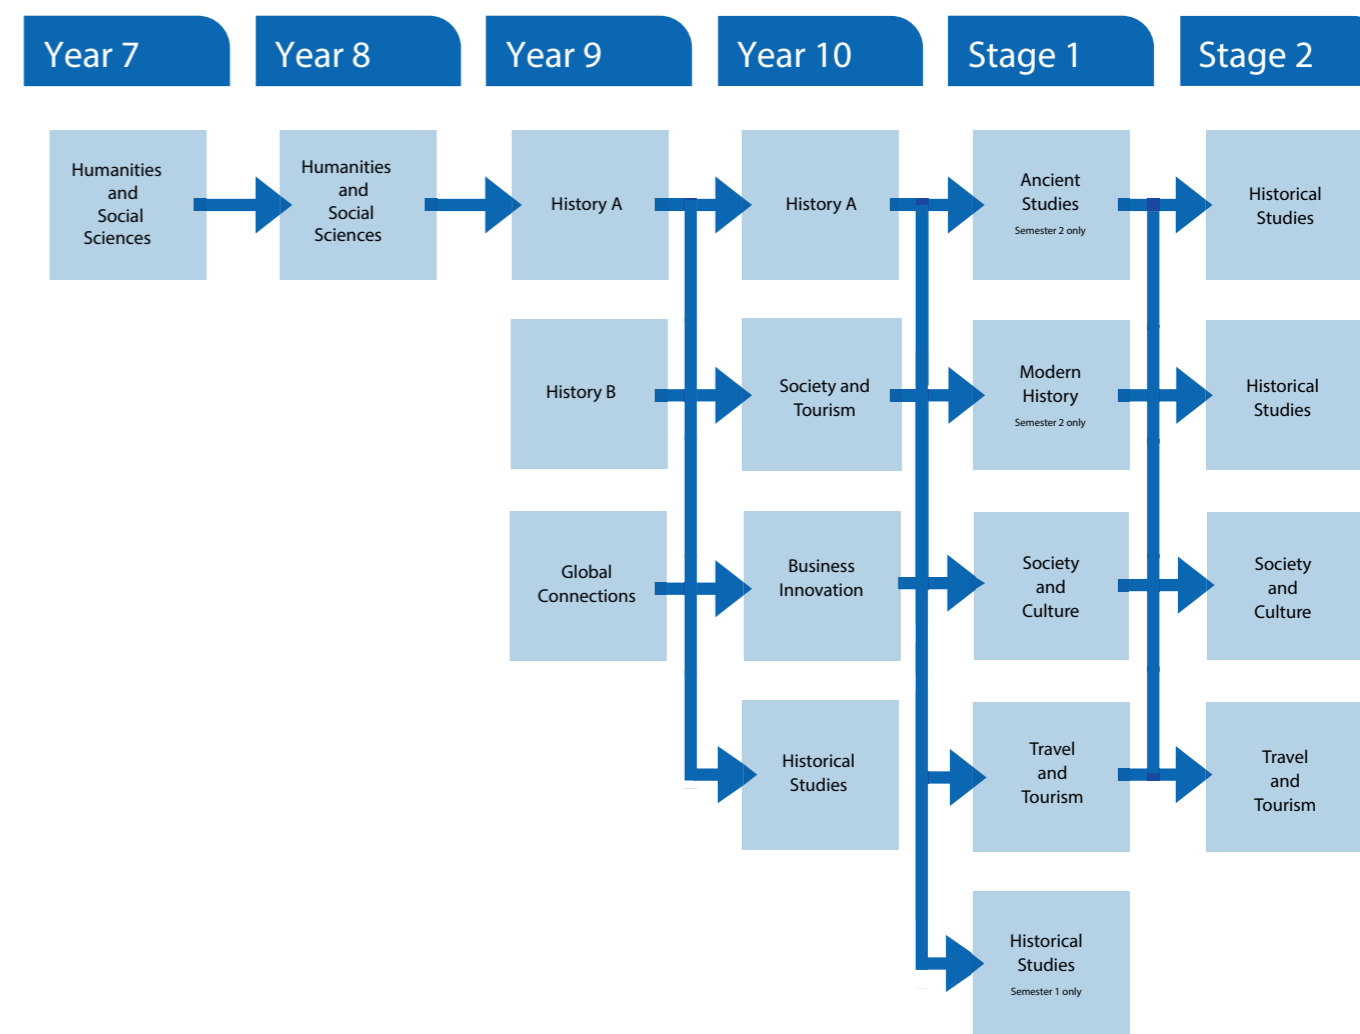 Year 7
Year 8
Year 9
Year 10
Stage 1
Stage 2
Humanities
and
Social
Sciences
Humanities
and
Social
Sciences
History A
History A
Ancient
Studies
Semester 2 only
Historical
Studies
History B
Society and
Tourism
Modern
History
Semester 2 only
Historical
Studies
Global
Connections
Business
Innovation
Society
and
Culture
Society
and
Culture
Historical
Studies
Travel
and
Tourism
Travel
and
Tourism
Historical
Studies
Semester 1 only